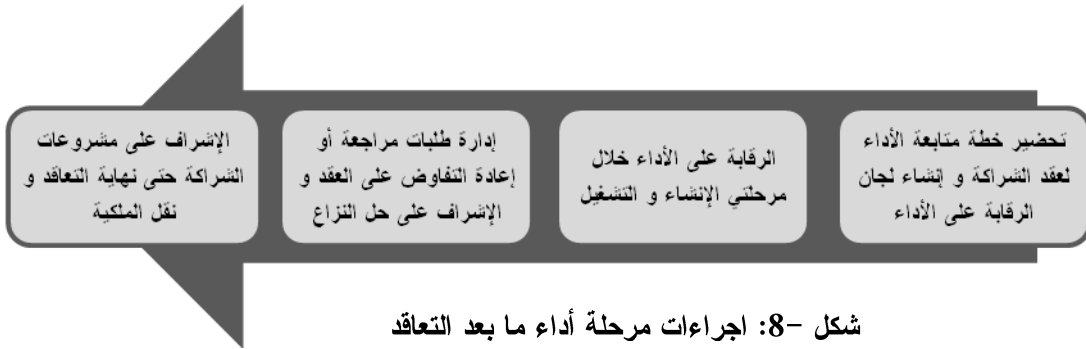 تحضير خطة متابعة الأداء
لعقد الشراكة و إنشاء لجان
الرقابة على الأداء
الرقابة على الأداء خلال
مرحلتي الإنشاء و التشغيل
إدارة طلبات مراجعة أو
إعادة التفاوض على العقد و
الإشراف على حل النزاع
الإشراف على مشروعات
الشراكة حتى نهاية التعاقد و
نقل الملكية
شكل -8: اجراءات مرحلة أداء ما بعد التعاقد